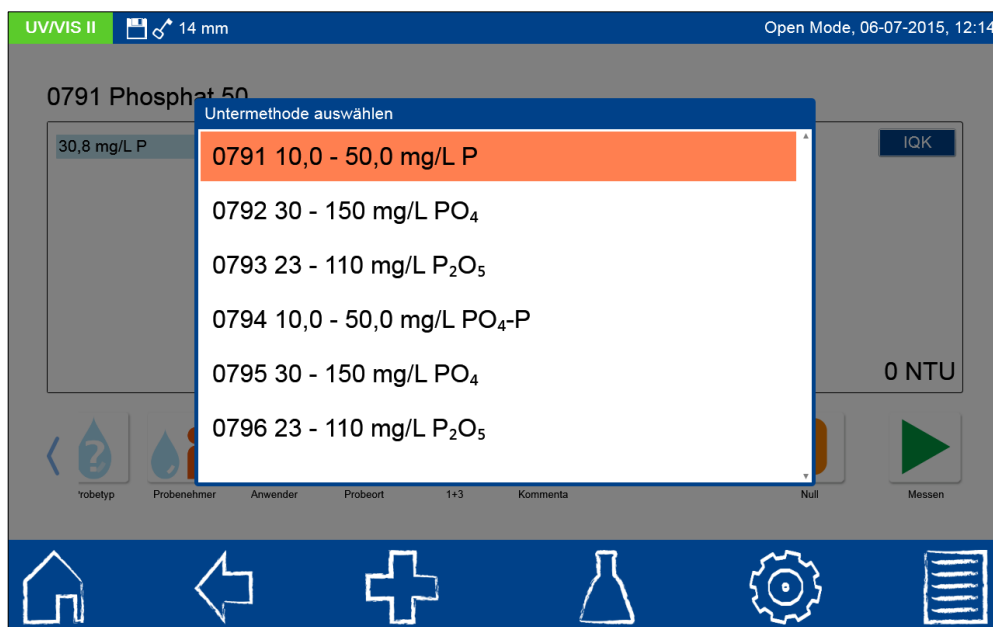 UV/VIS II 14 mm Open Mode, 06-07-2015, 12:14
0791 Phosphat 50
Untermethode auswählen
30,8 mg/L P
IQK
0791 10,0 - 50,0 mg/L P
0792 30 - 150 mg/L PO₄
0793 23 - 110 mg/L P₂O₅
0794 10,0 - 50,0 mg/L PO₄-P
0795 30 - 150 mg/L PO₄
0796 23 - 110 mg/L P₂O₅
0 NTU
?
robetyp Probenehmer Anwender Probeort 1+3 Kommenta Null Messen